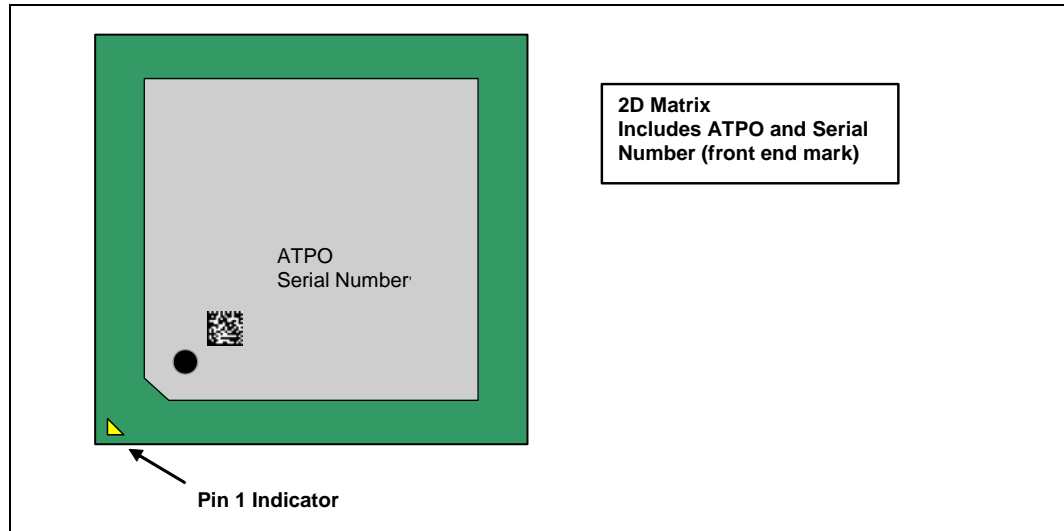 2D Matrix
Includes ATPO and Serial
Number (front end mark)
ATPO
Serial Number
Pin 1 Indicator